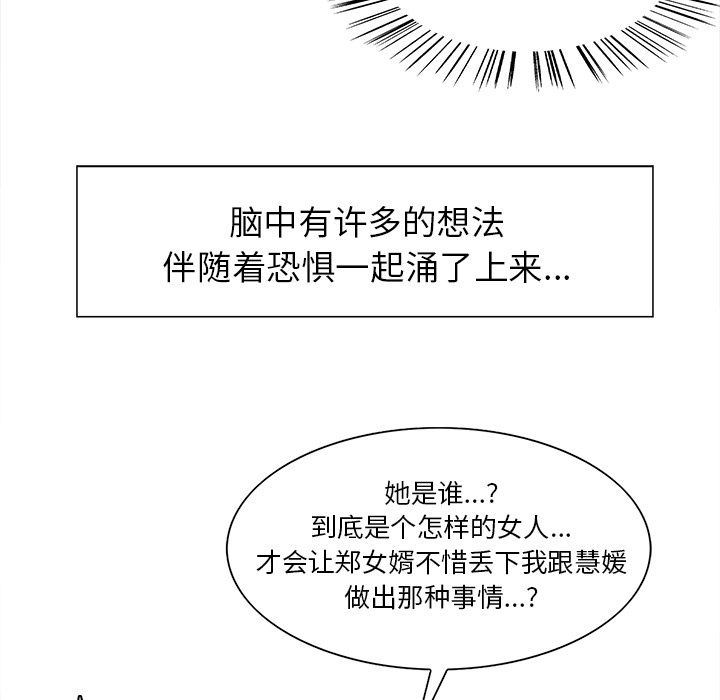 脑中有许多的想法
伴随着恐惧一起涌了上来...
她是谁...?
到底是个怎样的女人...
才会让郑女婿不惜丢下我跟慧媛
做出那种事情...?